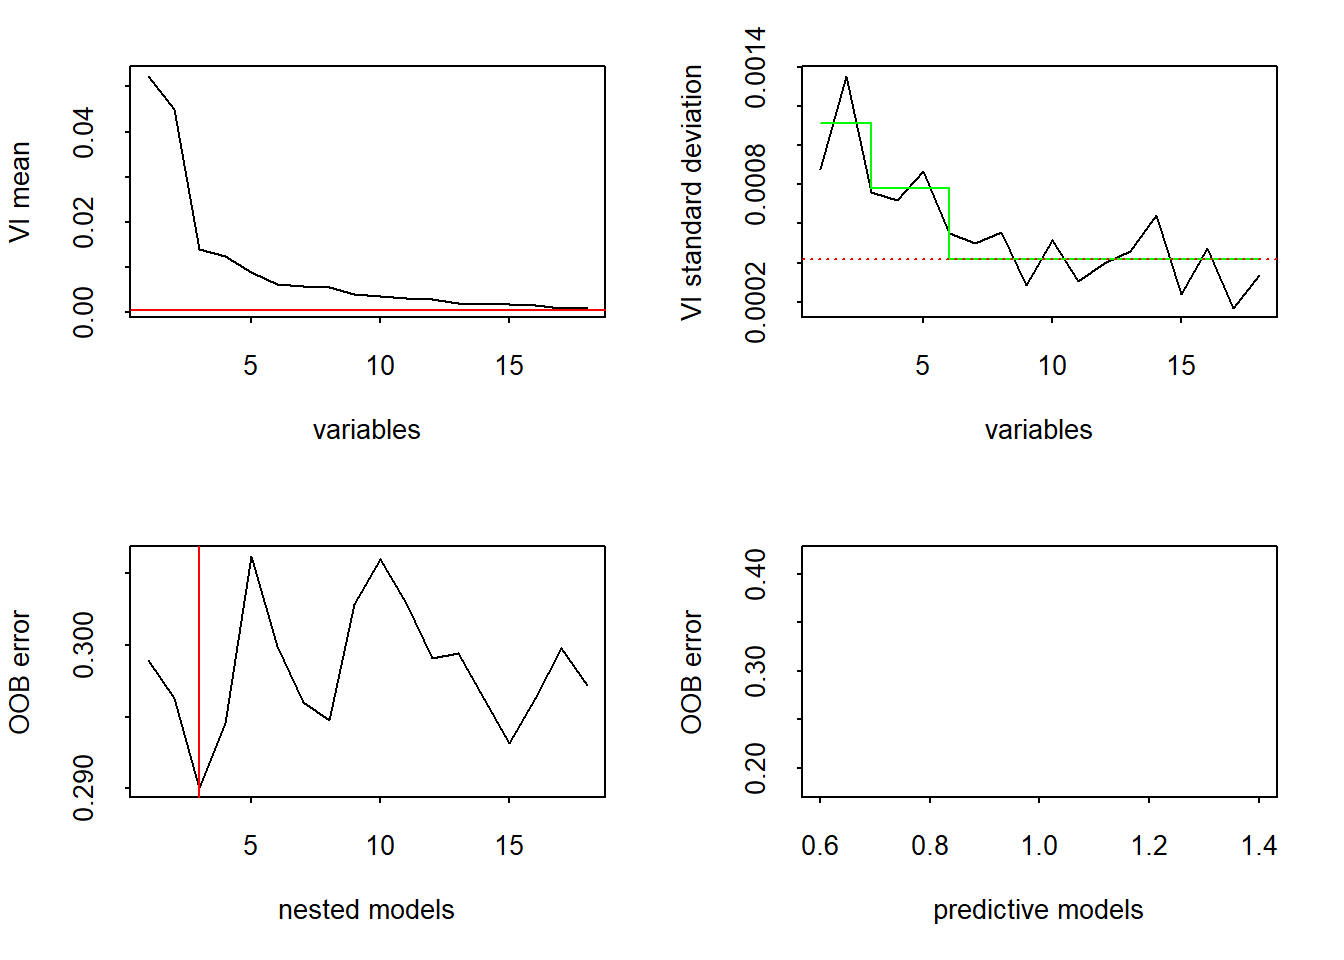 VI mean
0.00 0.02 0.04
5 10 15
variables
VI standard deviation
0.0002 0.0008 0.0014
5 10 15
variables
OOB error
0.290 0.300
5 10 15
nested models
OOB error
0.20 0.30 0.40
0.6 0.8 1.0 1.2 1.4
predictive models